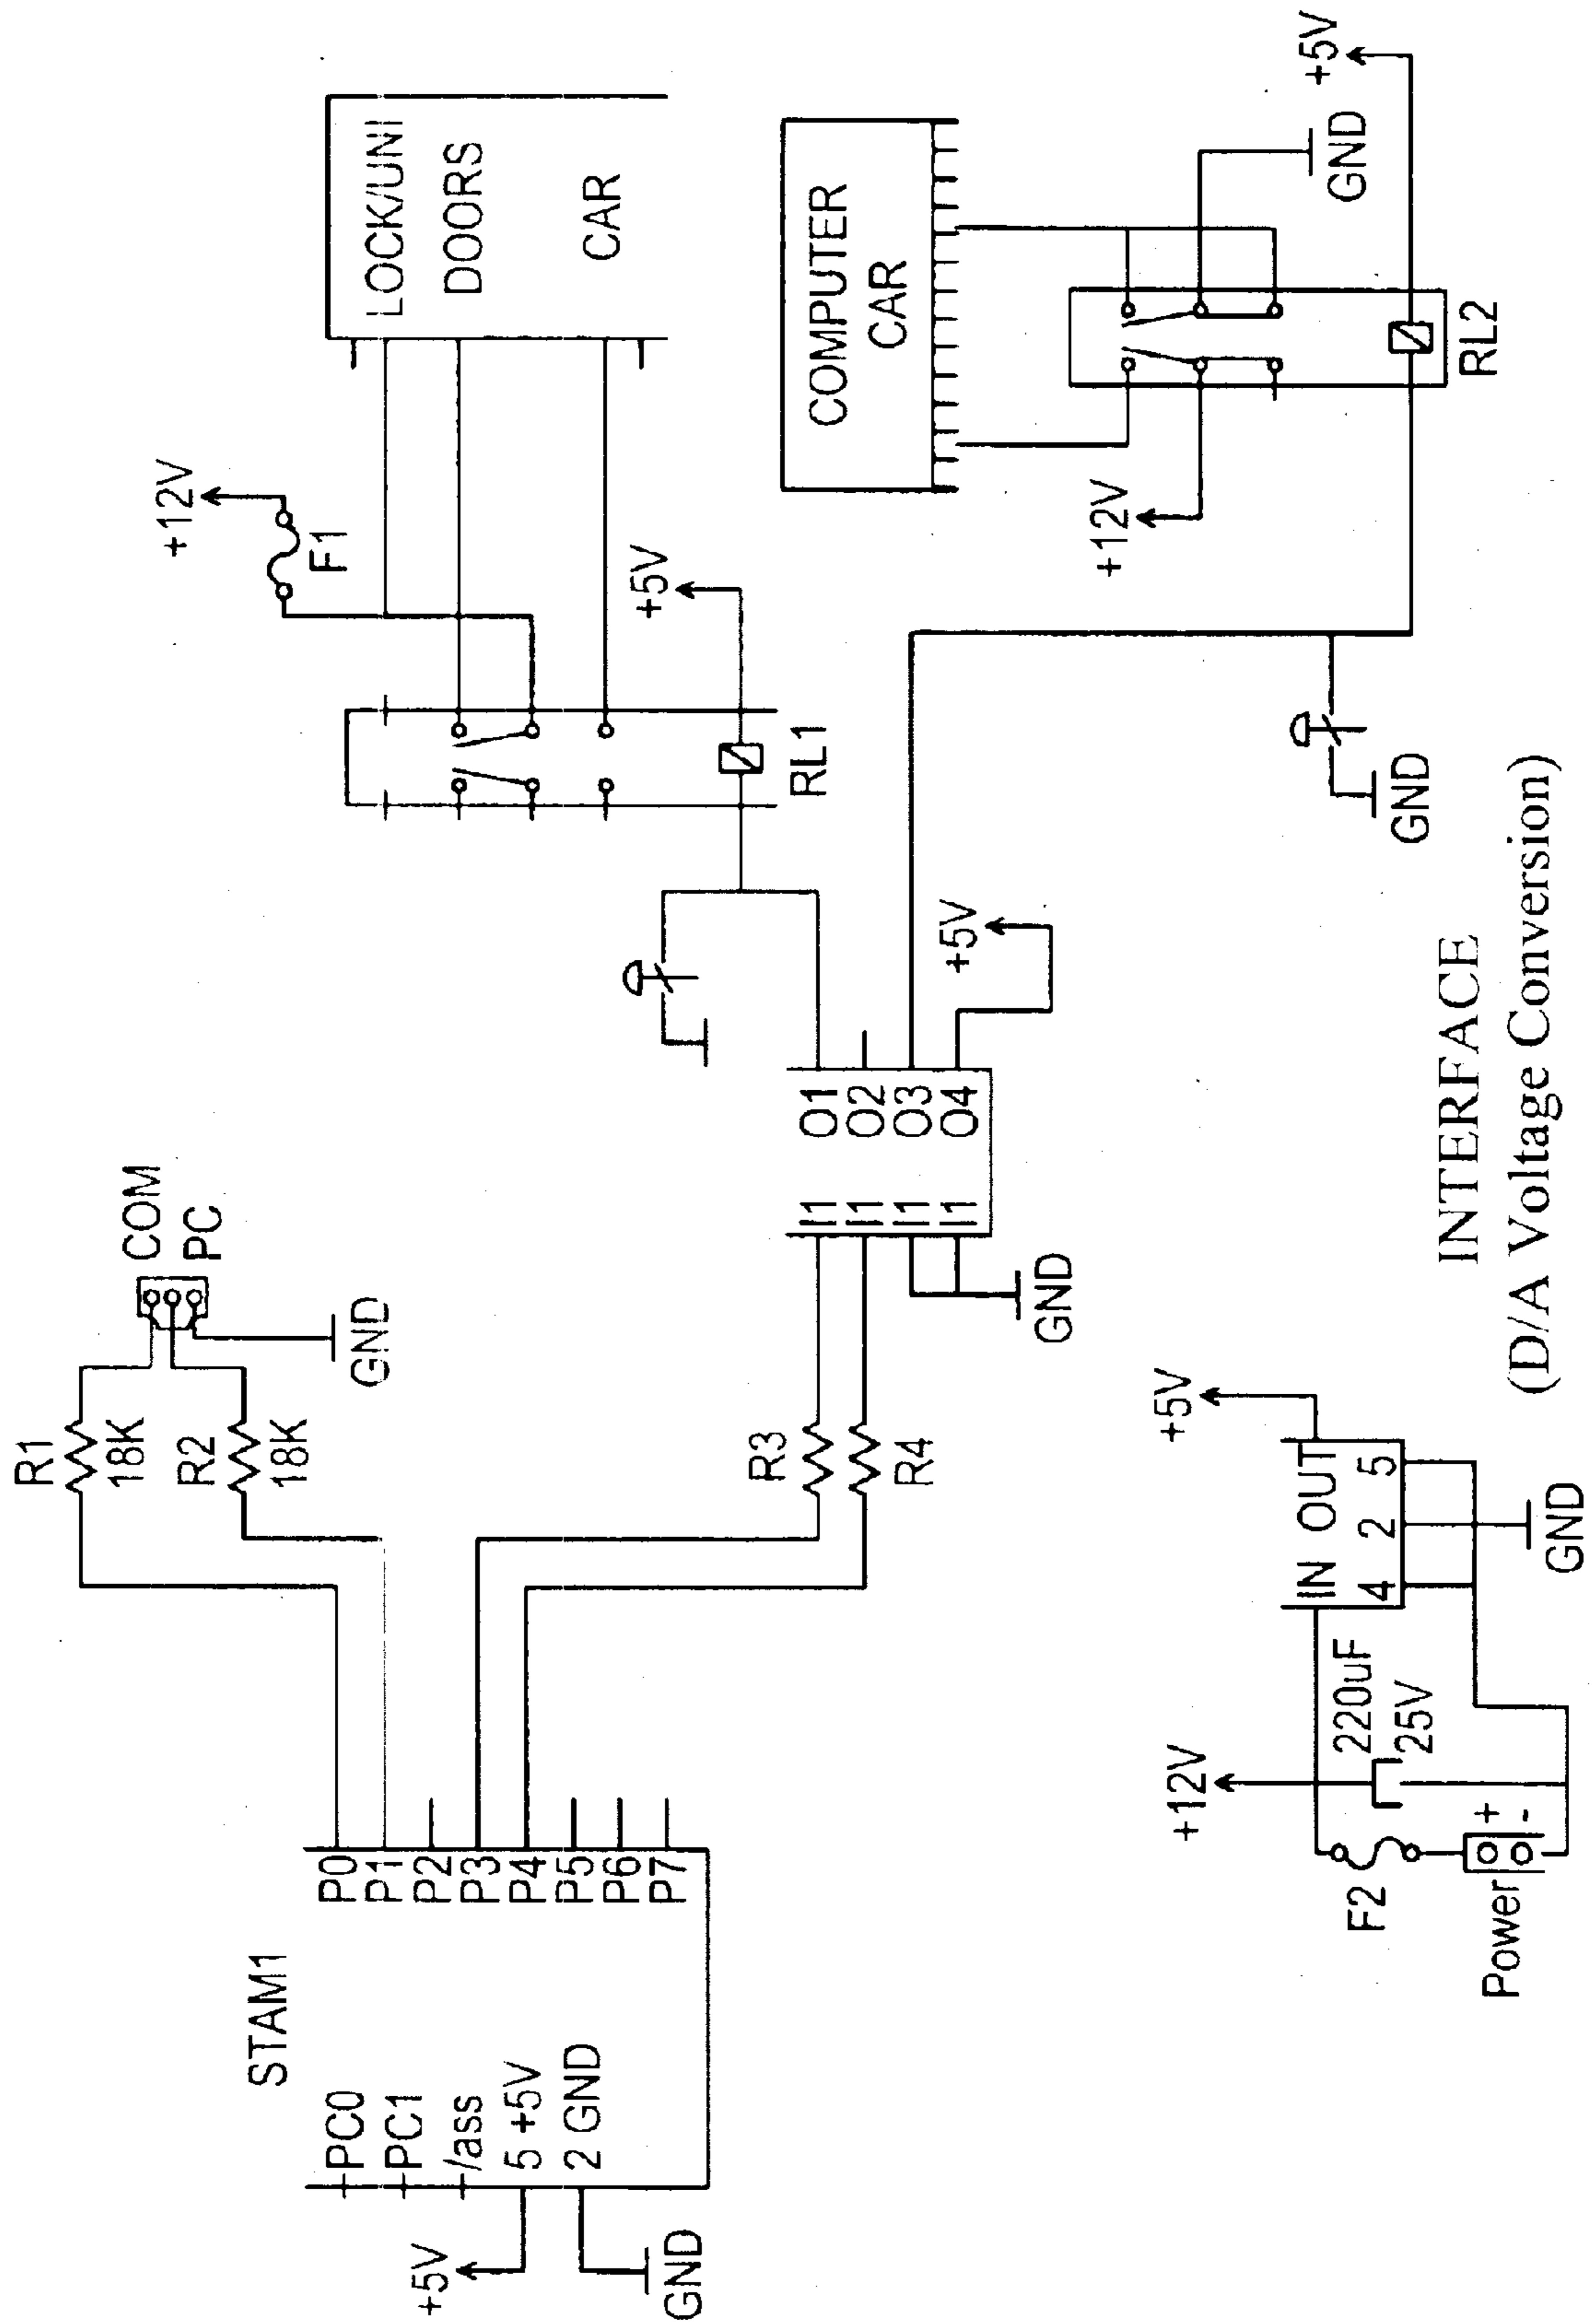 STAM1
PC0
PC1
/ass
5 +5V
2 GND
+5V
GND
P0
P1
P2
P3
P4
P5
P6
P7
R1
18K
R2
18K
COM
PC
GND
R3
R4
I1
I1
I1
I1
O1
O2
O3
O4
GND
+5V
+12V
F1
+5V
RL1
LOCK/UNI
DOORS
CAR
COMPUTER
CAR
+12V
GND
+5V
RL2
GND
Power
+
-
F2
+12V
220uF
25V
IN OUT
4 2 5
+5V
GND
INTERFACE
(D/A Voltage Conversion)